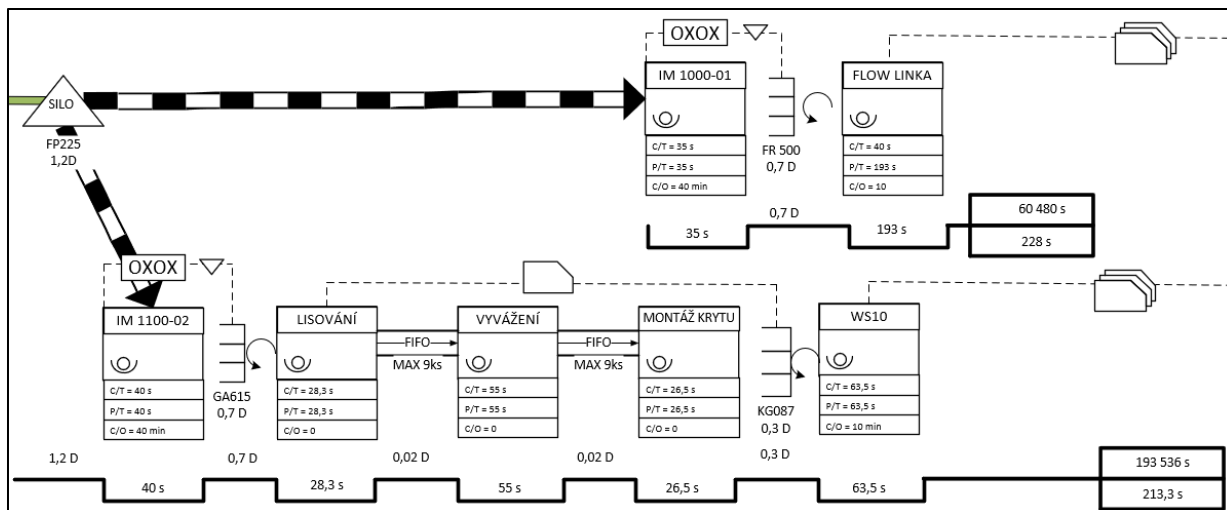 SILO
FP225
1,2D
OXOX
IM 1000-01
C/T = 35 s
P/T = 35 s
C/O = 40 min
FR 500
0,7 D
FLOW LINKA
C/T = 40 s
P/T = 193 s
C/O = 10
35 s
0,7 D
193 s
60 480 s
228 s
OXOX
IM 1100-02
C/T = 40 s
P/T = 40 s
C/O = 40 min
GA615
0,7 D
LISOVÁNÍ
C/T = 28,3 s
P/T = 28,3 s
C/O = 0
FIFO
MAX 9ks
VYVÁŽENÍ
C/T = 55 s
P/T = 55 s
C/O = 0
FIFO
MAX 9ks
MONTÁŽ KRYTU
C/T = 26,5 s
P/T = 26,5 s
C/O = 0
KG087
0,3 D
WS10
C/T = 63,5 s
P/T = 63,5 s
C/O = 10 min
1,2 D
40 s
0,7 D
28,3 s
0,02 D
55 s
0,02 D
26,5 s
0,3 D
63,5 s
193 536 s
213,3 s